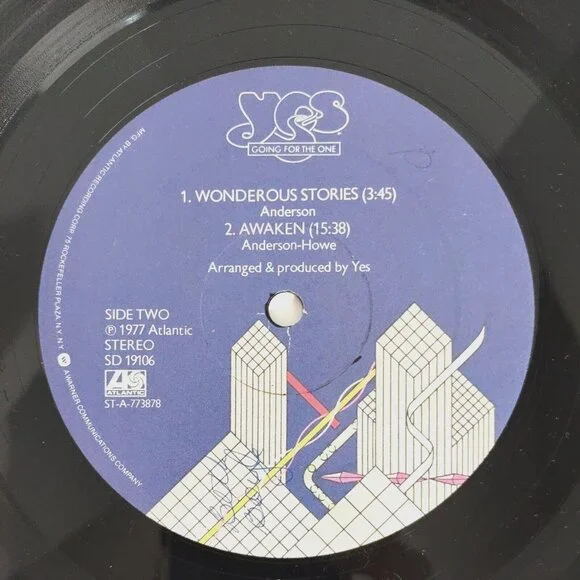 YES
GOING FOR THE ONE
1. WONDEROUS STORIES (3:45)
Anderson
2. AWAKEN (15:38)
Anderson-Howe
Arranged & produced by Yes
SIDE TWO
℗ 1977 Atlantic
STEREO
SD 19106
ATLANTIC
ST-A-773878
MFG. BY ATLANTIC RECORDING CORP. 75 ROCKEFELLER PLAZA, N.Y. N.Y. W A WARNER COMMUNICATIONS COMPANY